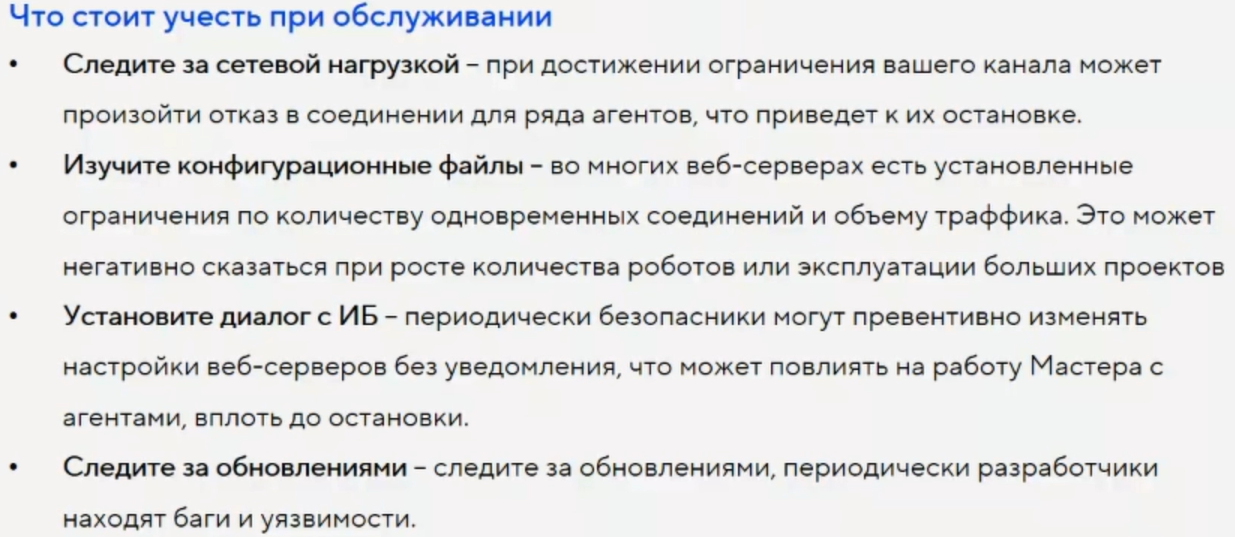 Что стоит учесть при обслуживании
• Следите за сетевой нагрузкой – при достижении ограничения вашего канала может
произойти отказ в соединении для ряда агентов, что приведет к их остановке.
• Изучите конфигурационные файлы – во многих веб-серверах есть установленные
ограничения по количеству одновременных соединений и объему траффика. Это может
негативно сказаться при росте количества роботов или эксплуатации больших проектов
• Установите диалог с ИБ – периодически безопасники могут превентивно изменять
настройки веб-серверов без уведомления, что может повлиять на работу Мастера с
агентами, вплоть до остановки.
• Следите за обновлениями – следите за обновлениями, периодически разработчики
находят баги и уязвимости.